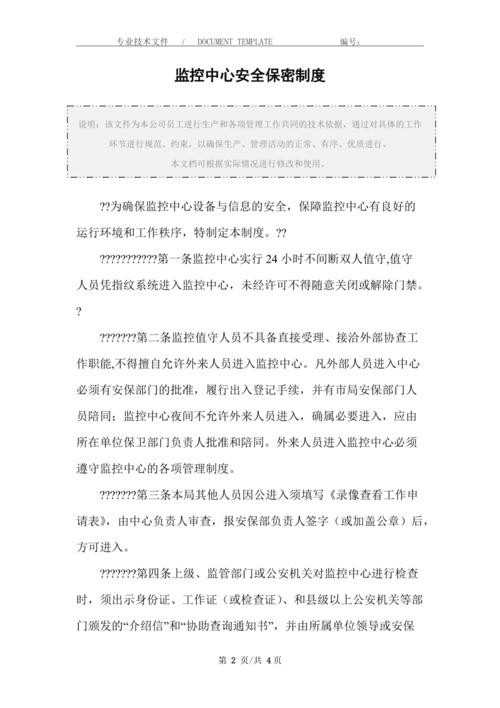 专业技术文件 / DOCUMENT TEMPLATE 编号：
监控中心安全保密制度
说明：该文件为本公司员工进行生产和各项管理工作共同的技术依据，通过对具体的工作
环节进行规范、约束，以确保生产、管理活动的正常、有序、优质进行。
本文档可根据实际情况进行修改和使用。
??为确保监控中心设备与信息的安全，保障监控中心有良好的
运行环境和工作秩序，特制定本制度。??
???????????第一条监控中心实行 24 小时不间断双人值守,值守
人员凭指纹系统进入监控中心，未经许可不得随意关闭或解除门禁。
?
???????第二条监控值守人员不具备直接受理、接洽外部协查工
作职能,不得擅自允许外来人员进入监控中心。凡外部人员进入中心
必须有安保部门的批准，履行出入登记手续，并有市局安保部门人
员陪同；监控中心夜间不允许外来人员进入，确属必要进入，应由
所在单位保卫部门负责人批准和陪同。外来人员进入监控中心必须
遵守监控中心的各项管理制度。
???????第三条本局其他人员因公进入须填写《录像查看工作申
请表》，由中心负责人审查，报安保部负责人签字（或加盖公章）后，
方可进入。
???????第四条上级、监管部门或公安机关对监控中心进行检查
时，须出示身份证、工作证（或检查证）、和县级以上公安机关等部
门颁发的“介绍信”和“协助查询通知书”，并由所属单位领导或安保
第 2 页/共 4 页